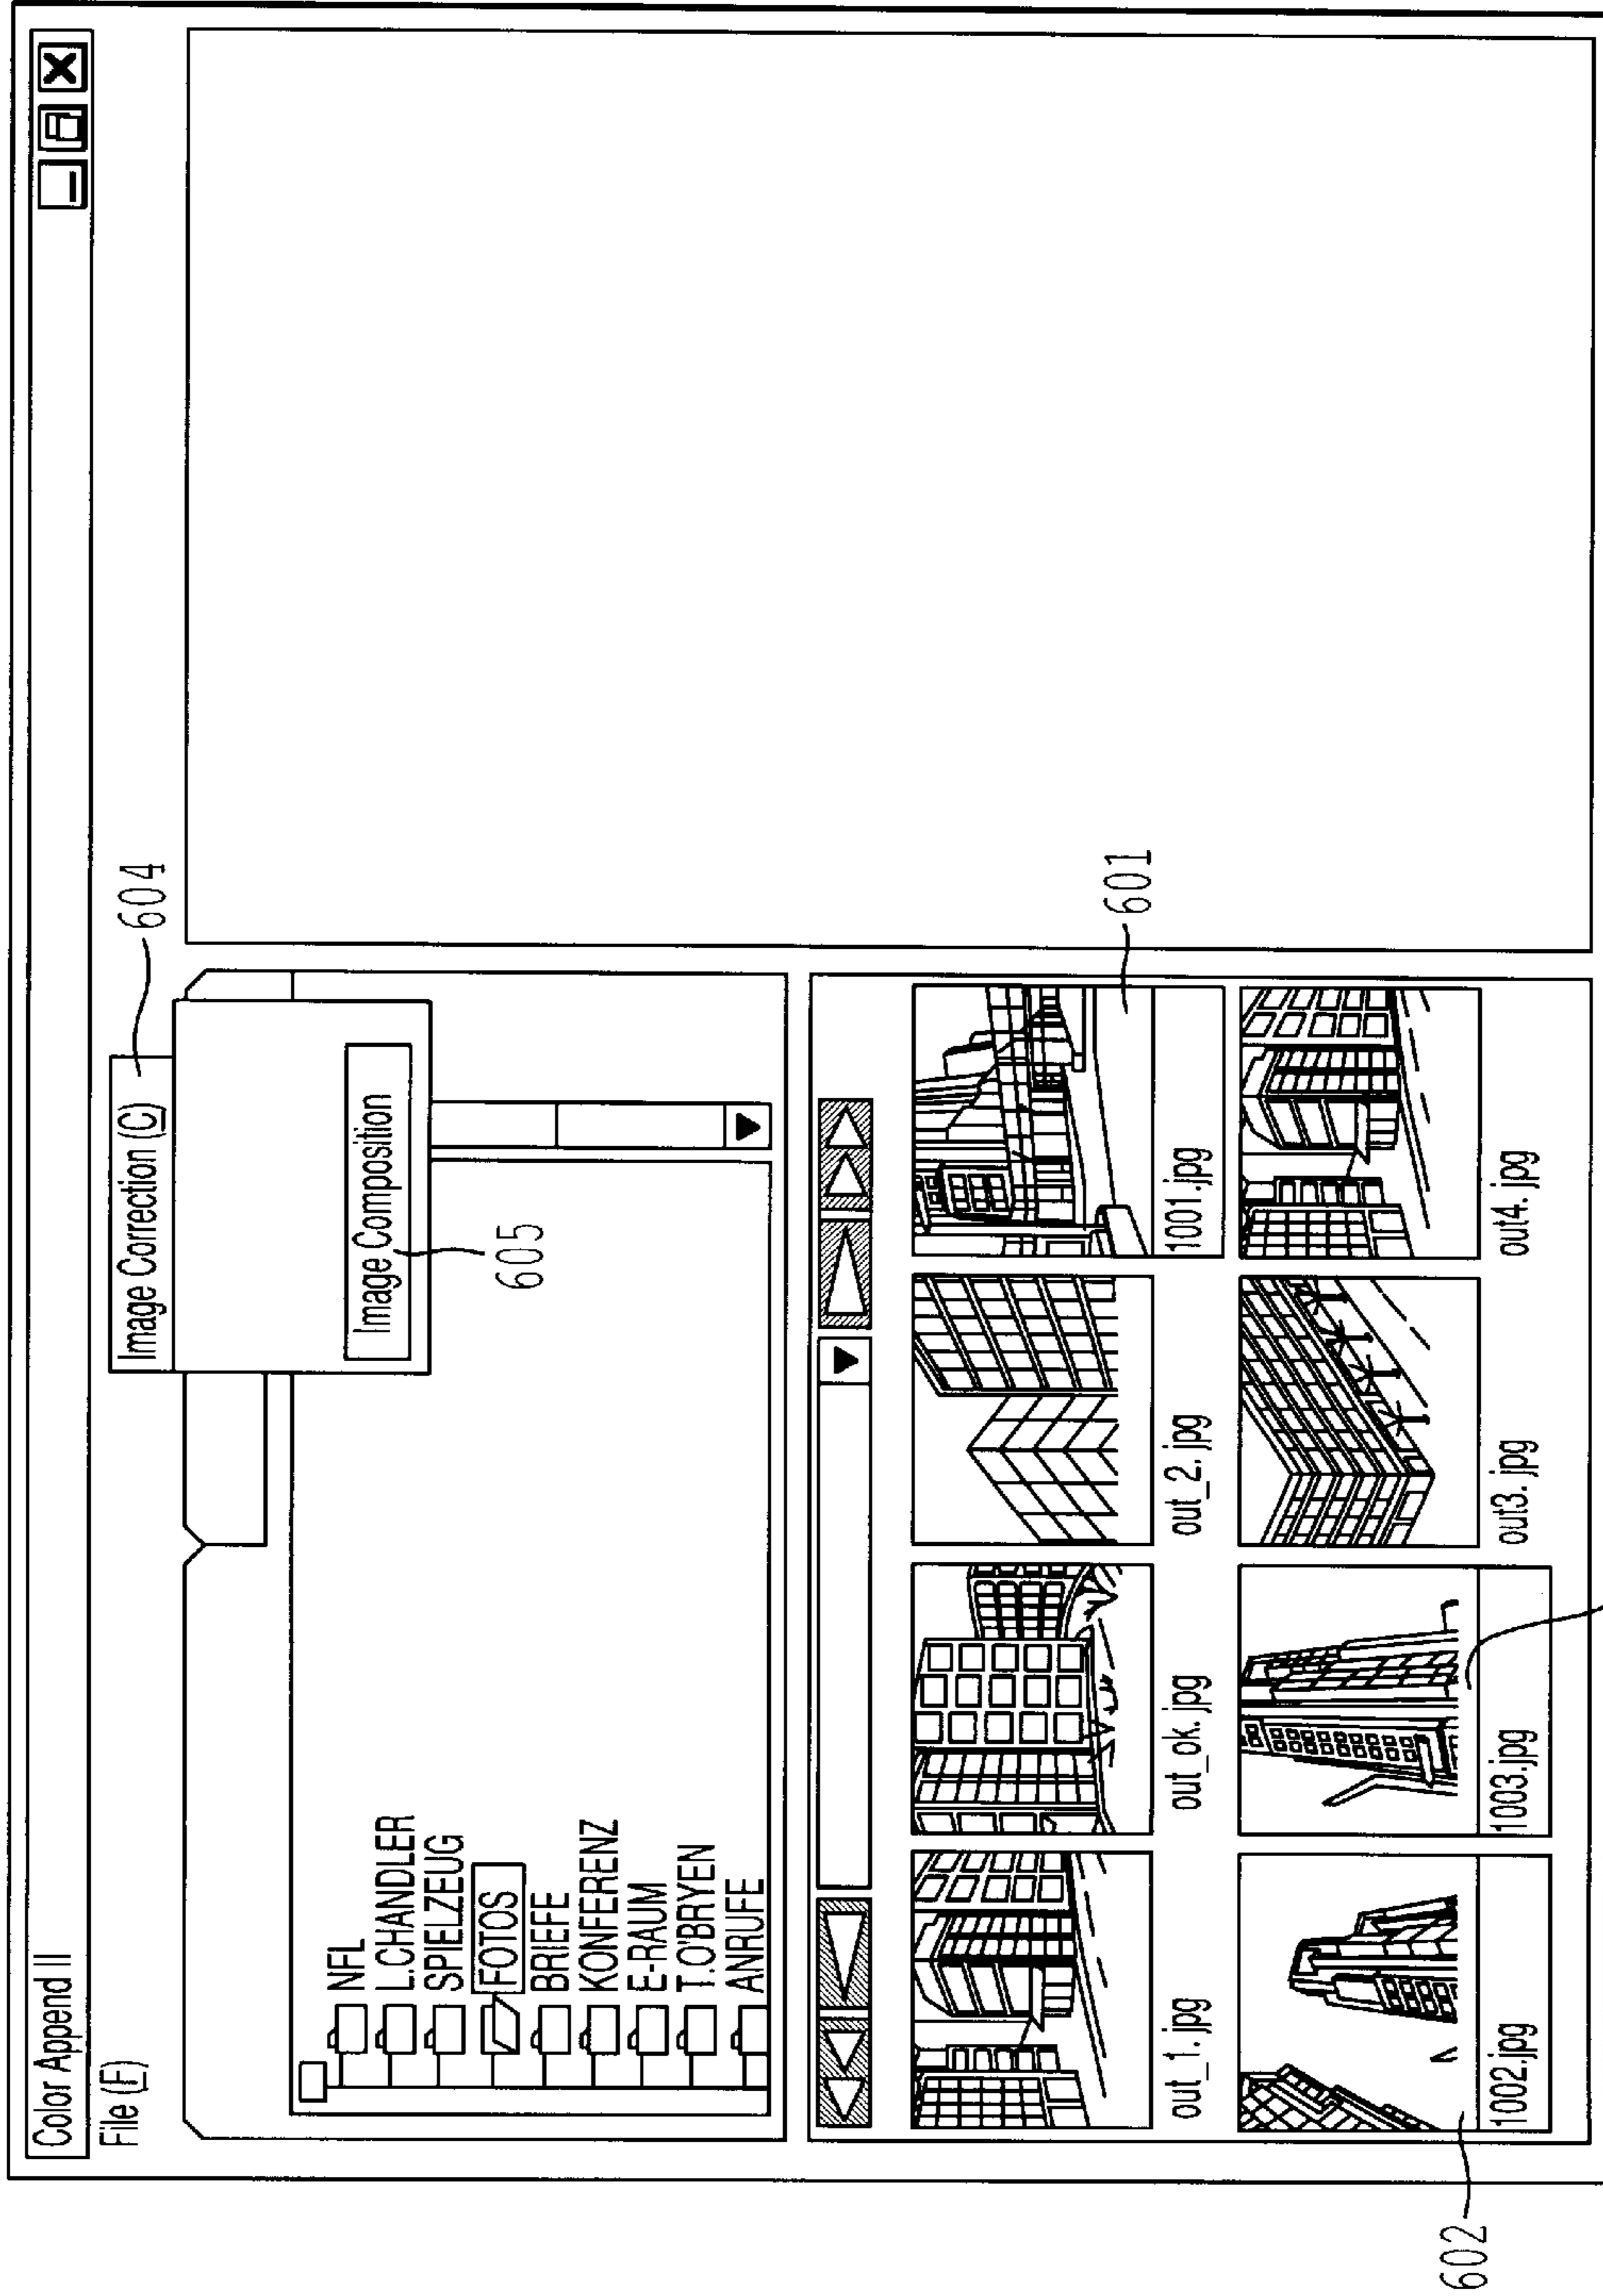 Color Append II
File (F)
Image Correction (C)
604
Image Composition
605
NFL
L.CHANDLER
SPIELZEUG
FOTOS
BRIEFE
KONFERENZ
E-RAUM
T.O'BRYEN
ANRUFE
out_1.jpg
out_ok.jpg
out_2.jpg
1001.jpg
601
1002.jpg
1003.jpg
out3.jpg
out4.jpg
602